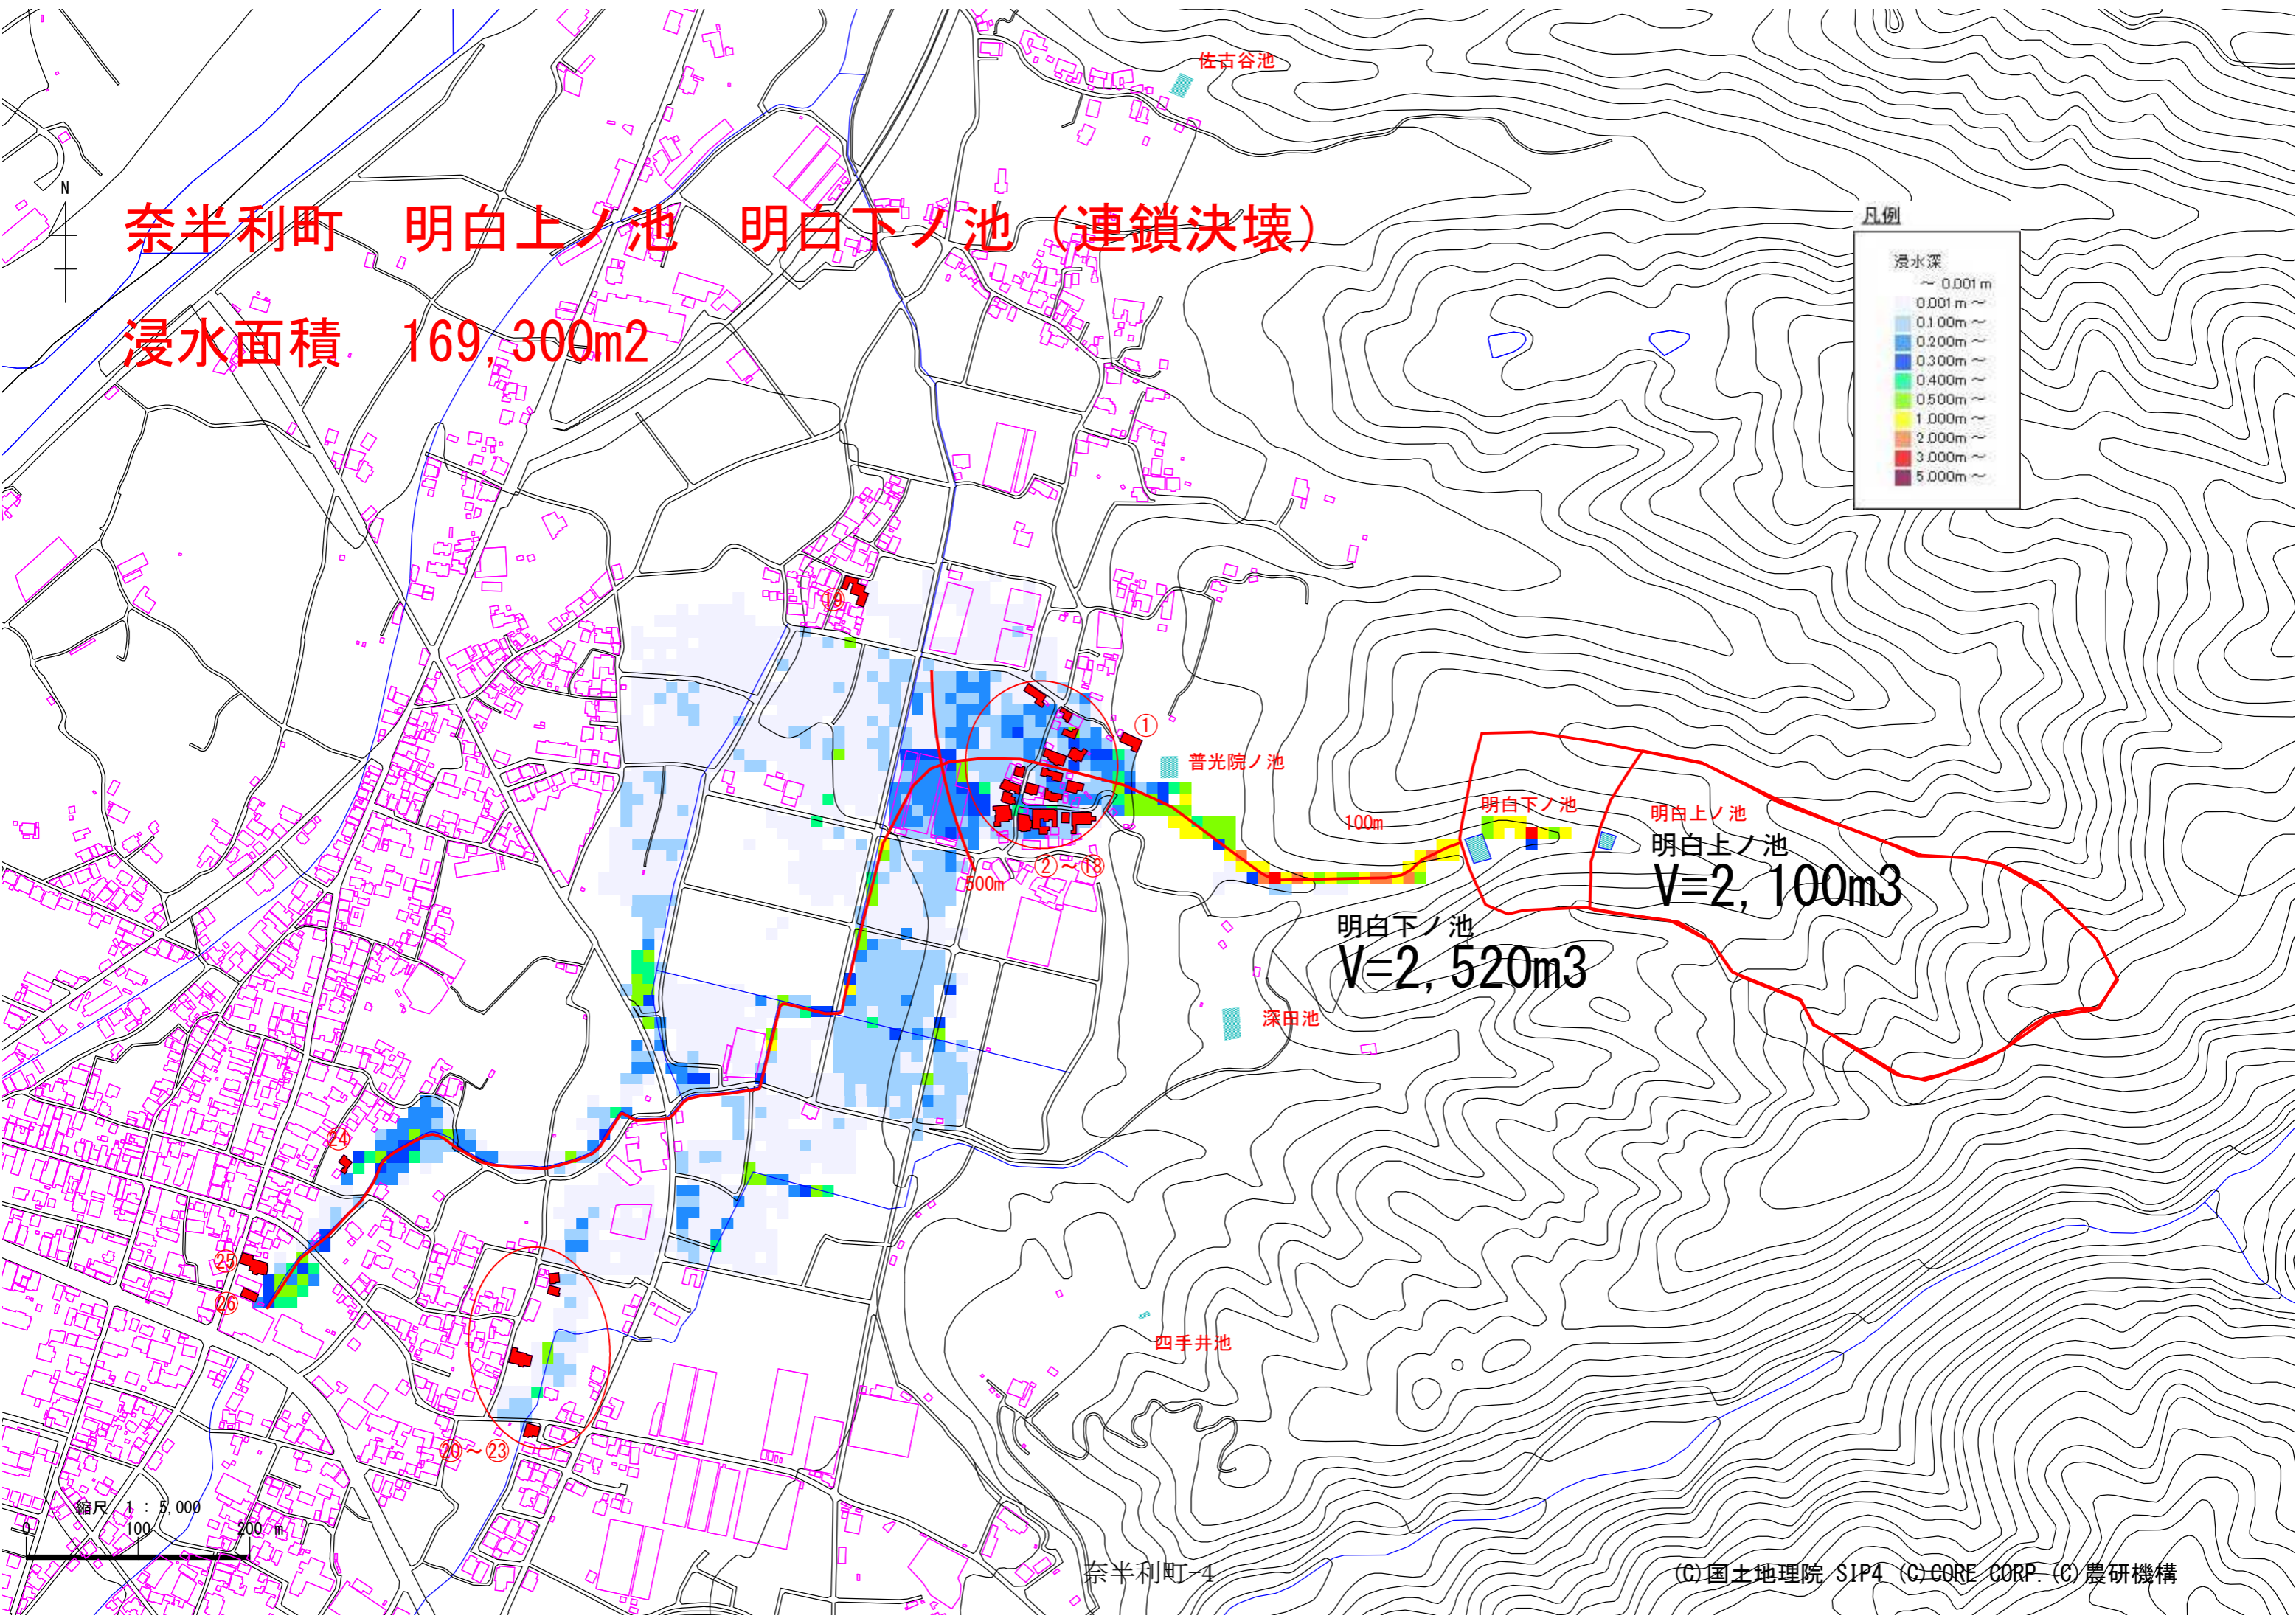 佐古谷池
N
奈半利町　明白上ノ池　明白下ノ池（連鎖決壊）
浸水面積　169,300m2
凡例
浸水深
～ 0.001 m
0.001 m ～
0.100m ～
0.200m ～
0.300m ～
0.400m ～
0.500m ～
1.000m ～
2.000m ～
3.000m ～
5.000m ～
⑲
①
普光院ノ池
100m
明白下ノ池
明白上ノ池
明白上ノ池
V=2,100m3
500m
②～⑱
明白下ノ池
V=2,520m3
深田池
㉔
㉕
㉖
四手井池
⑳～㉓
縮尺 1 : 5,000
0 100 200 m
奈半利町-4
(C)国土地理院 SIP4 (C)CORE CORP. (C)農研機構